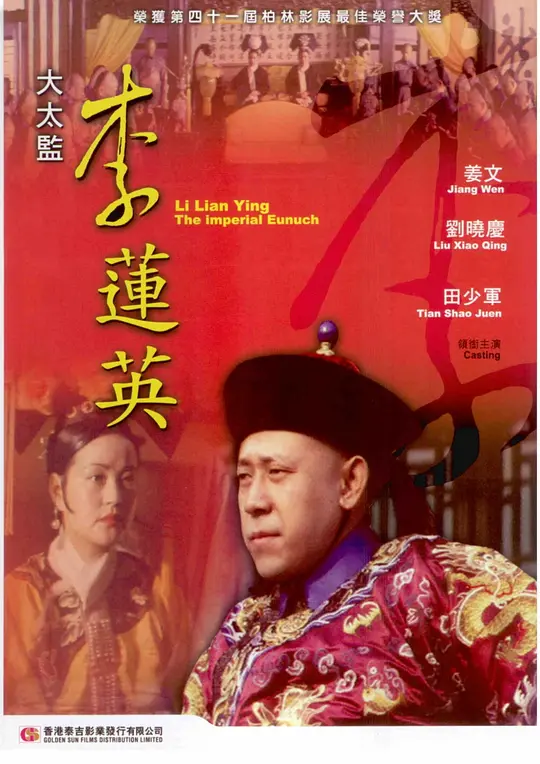 榮獲第四十一屆柏林影展最佳榮譽大獎
大太監
李蓮英
Li Lian Ying
The imperial Eunuch
姜文
Jiang Wen
劉曉慶
Liu Xiao Qing
田少軍
Tian Shao Juen
領銜主演
Casting
香港泰吉影業發行有限公司
GOLDEN SUN FILMS DISTRIBUTION LIMITED